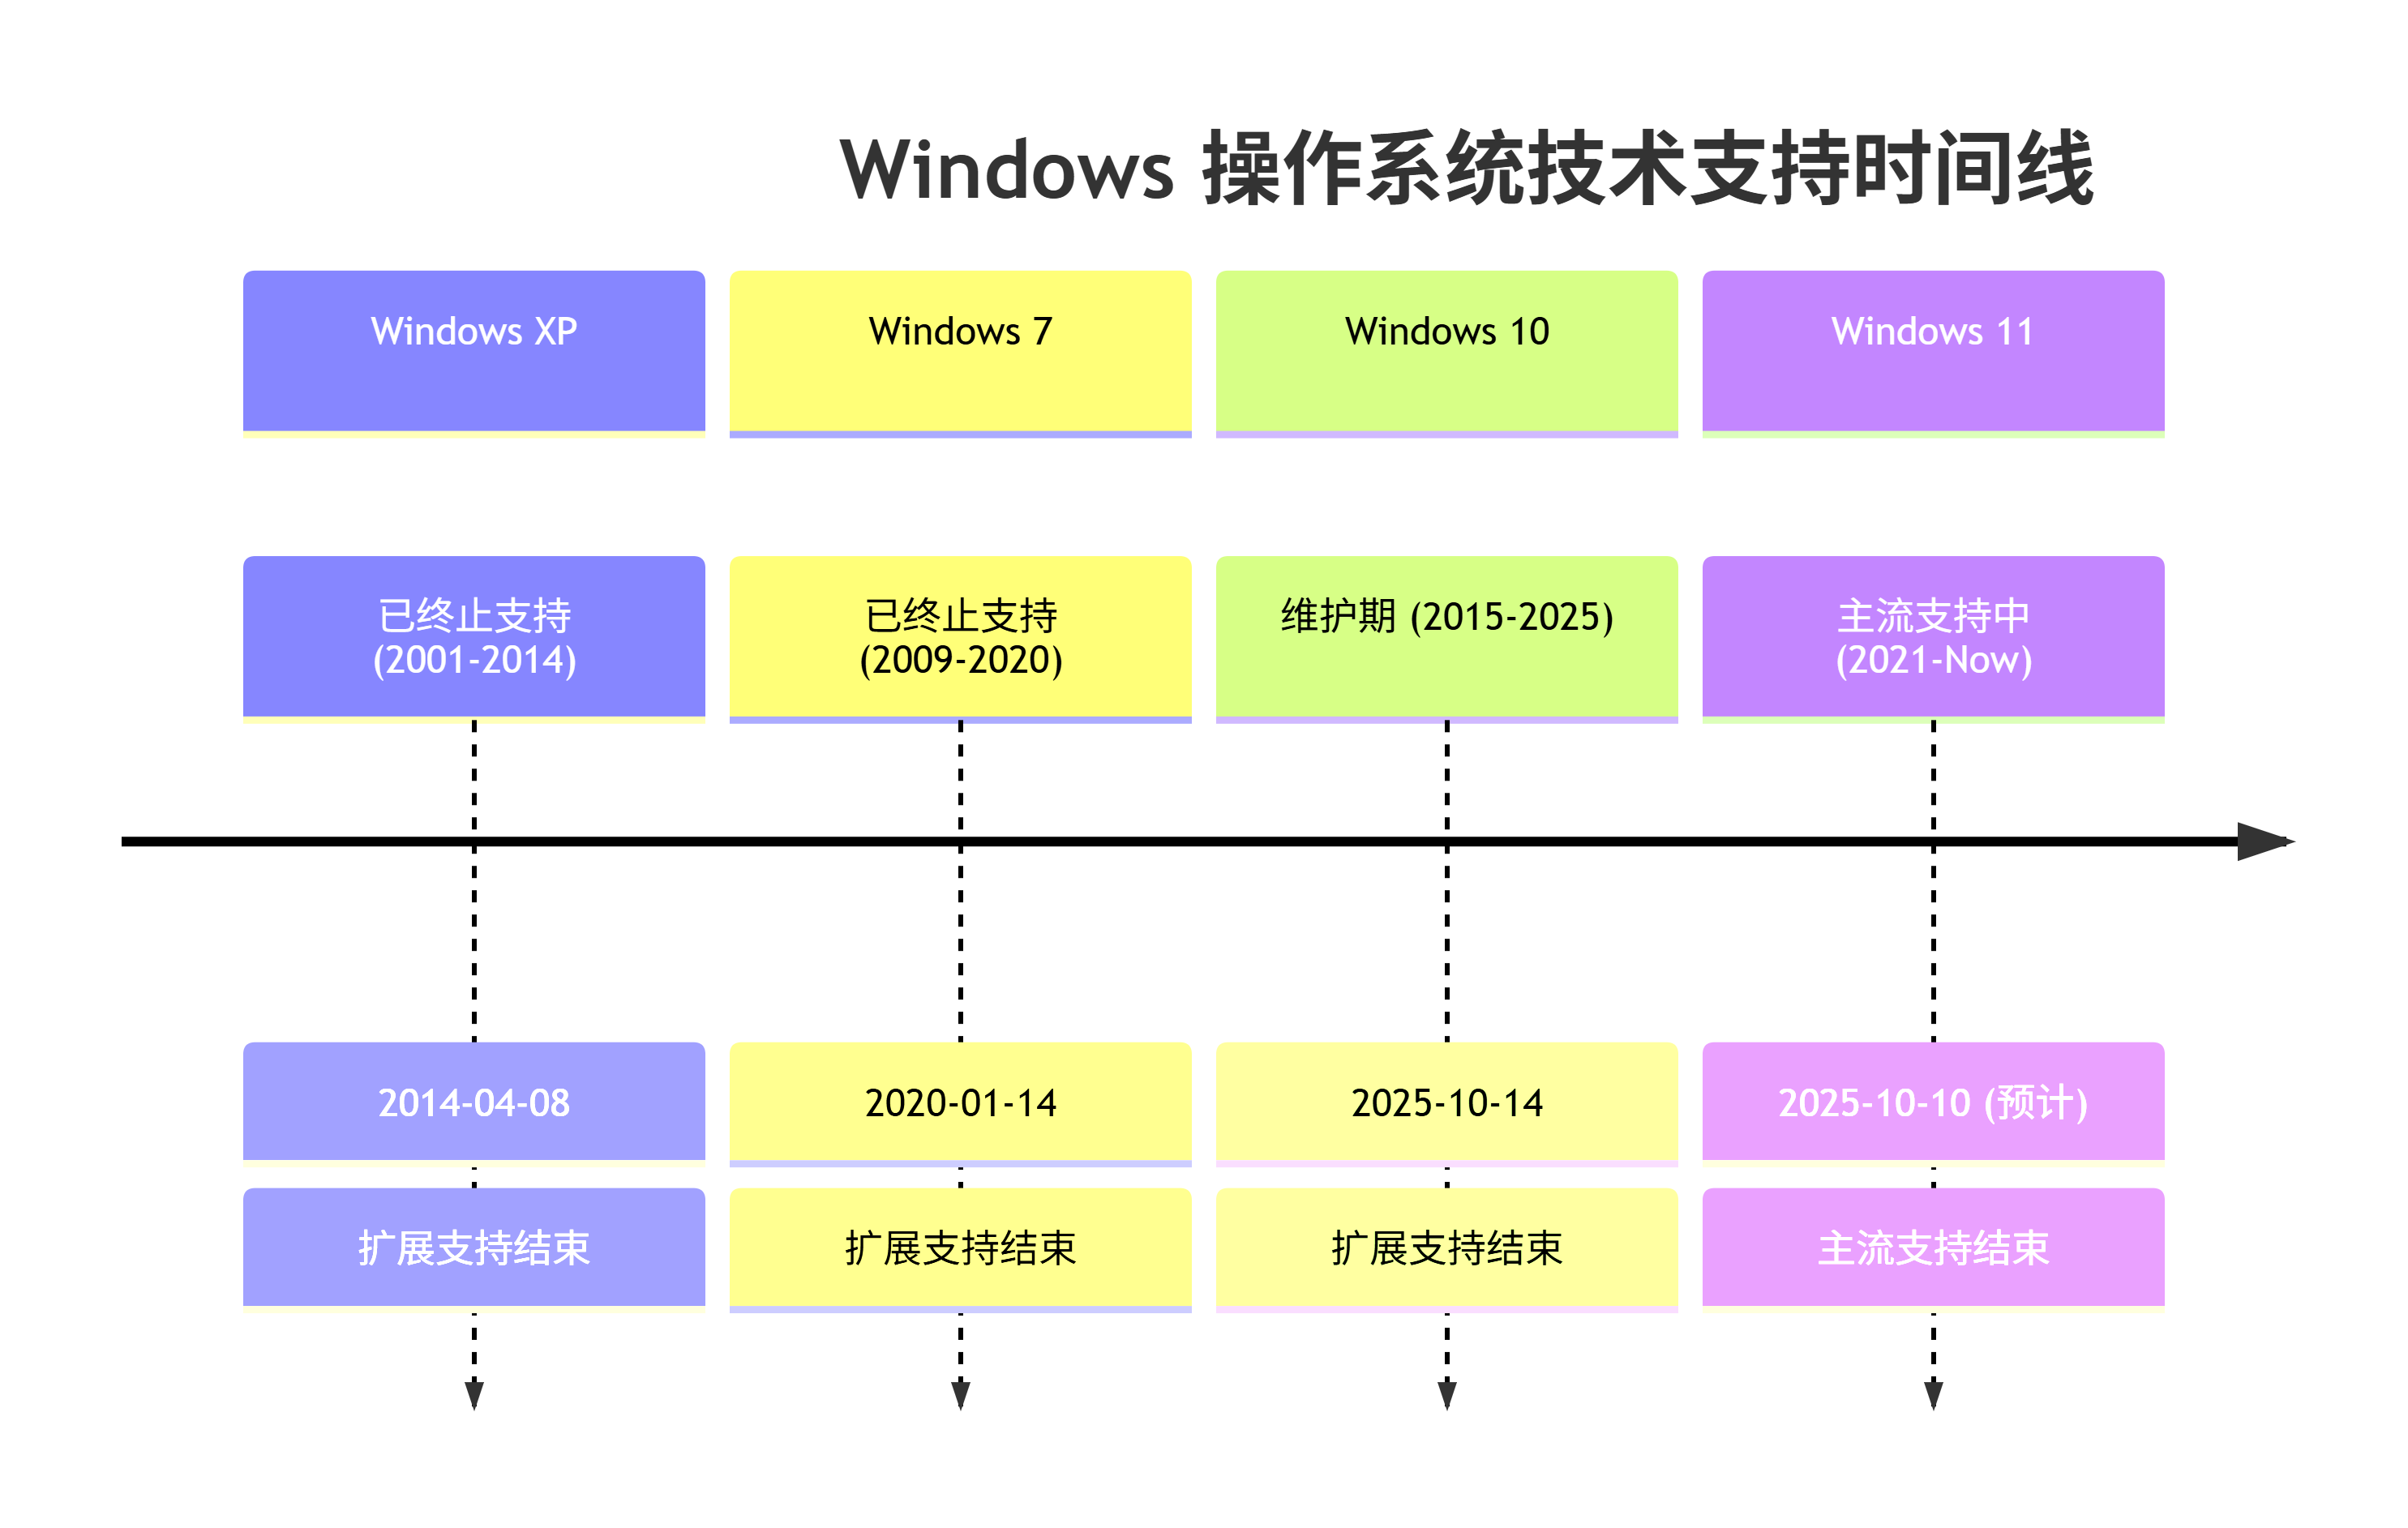 Windows 操作系统技术支持时间线
Windows XP
Windows 7
Windows 10
Windows 11
已终止支持
(2001-2014)
已终止支持
(2009-2020)
维护期 (2015-2025)
主流支持中
(2021-Now)
2014-04-08
2020-01-14
2025-10-14
2025-10-10 (预计)
扩展支持结束
扩展支持结束
扩展支持结束
主流支持结束